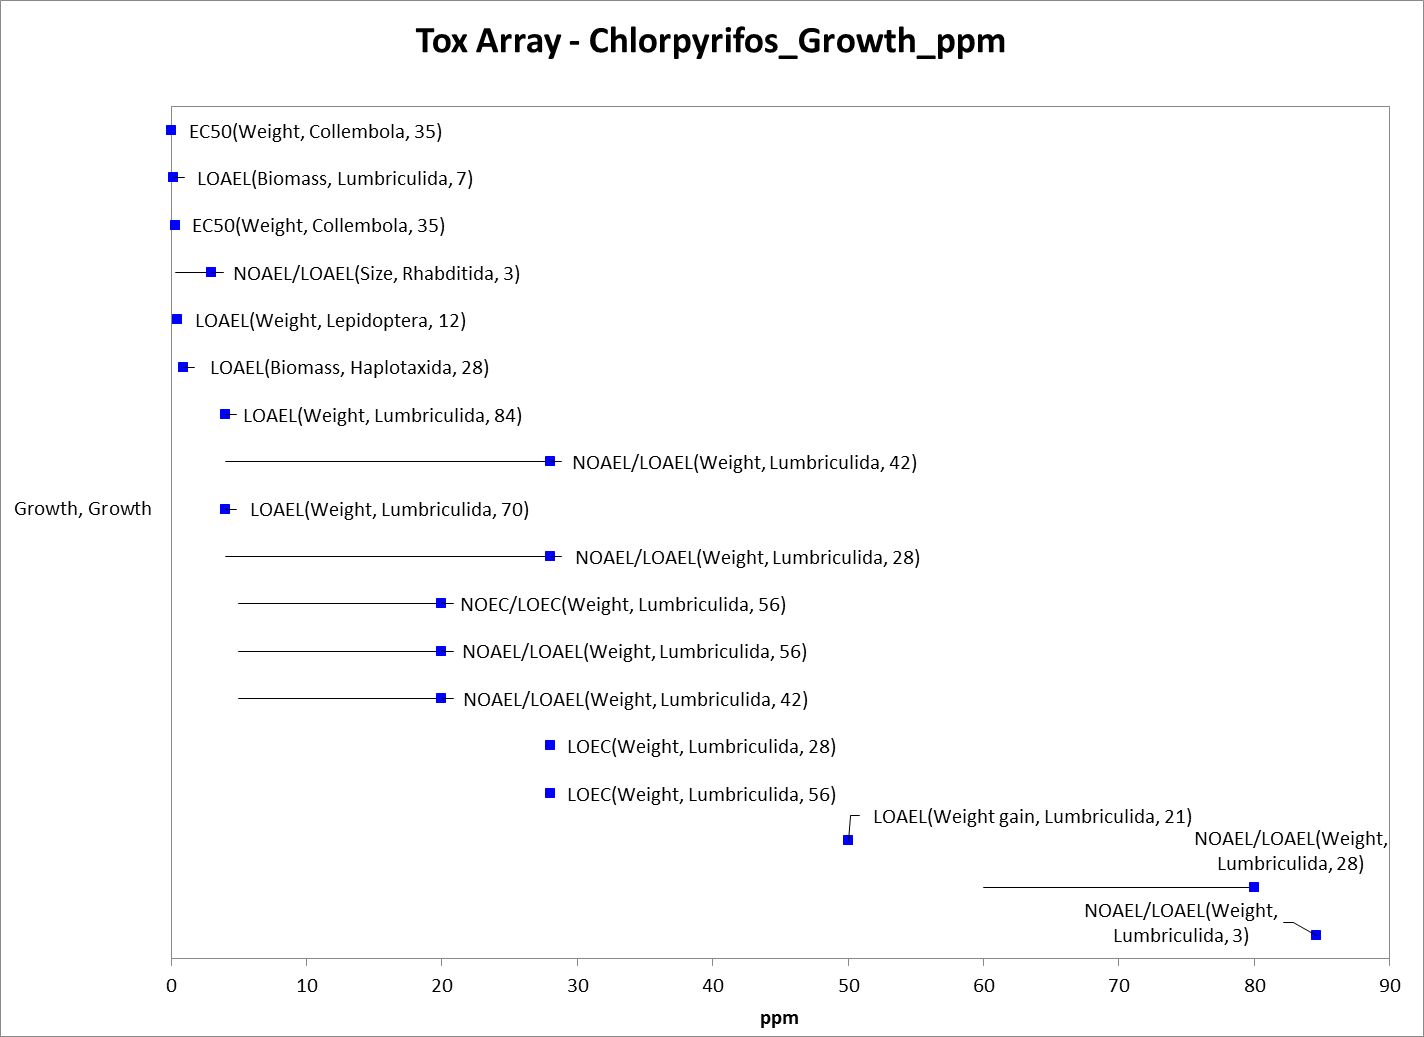 Tox Array - Chlorpyrifos_Growth_ppm
EC50(Weight, Collembola, 35)
LOAEL(Biomass, Lumbriculida, 7)
EC50(Weight, Collembola, 35)
NOAEL/LOAEL(Size, Rhabditida, 3)
LOAEL(Weight, Lepidoptera, 12)
LOAEL(Biomass, Haplotaxida, 28)
LOAEL(Weight, Lumbriculida, 84)
NOAEL/LOAEL(Weight, Lumbriculida, 42)
Growth, Growth
LOAEL(Weight, Lumbriculida, 70)
NOAEL/LOAEL(Weight, Lumbriculida, 28)
NOEC/LOEC(Weight, Lumbriculida, 56)
NOAEL/LOAEL(Weight, Lumbriculida, 56)
NOAEL/LOAEL(Weight, Lumbriculida, 42)
LOEC(Weight, Lumbriculida, 28)
LOEC(Weight, Lumbriculida, 56)
LOAEL(Weight gain, Lumbriculida, 21)
NOAEL/LOAEL(Weight,
Lumbriculida, 28)
NOAEL/LOAEL(Weight,
Lumbriculida, 3)
0 10 20 30 40 50 60 70 80 90
ppm